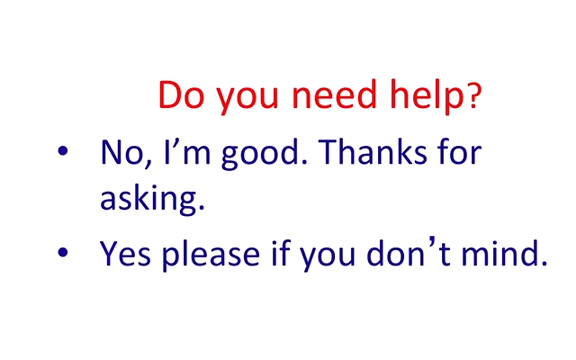 Do you need help?
• No, I’m good. Thanks for
asking.
• Yes please if you don’t mind.